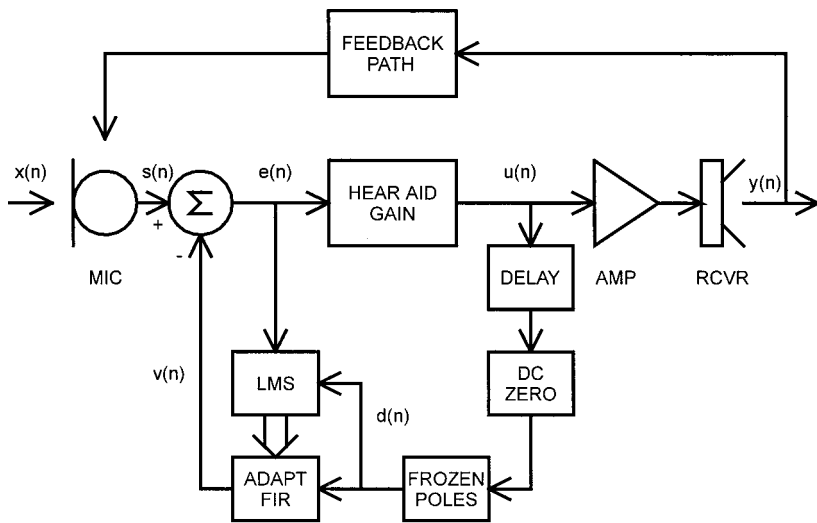 FEEDBACK
PATH
x(n)
s(n)
e(n)
u(n)
y(n)
Σ
+
-
HEAR AID
GAIN
MIC
DELAY
AMP
RCVR
v(n)
LMS
d(n)
DC
ZERO
ADAPT
FIR
FROZEN
POLES